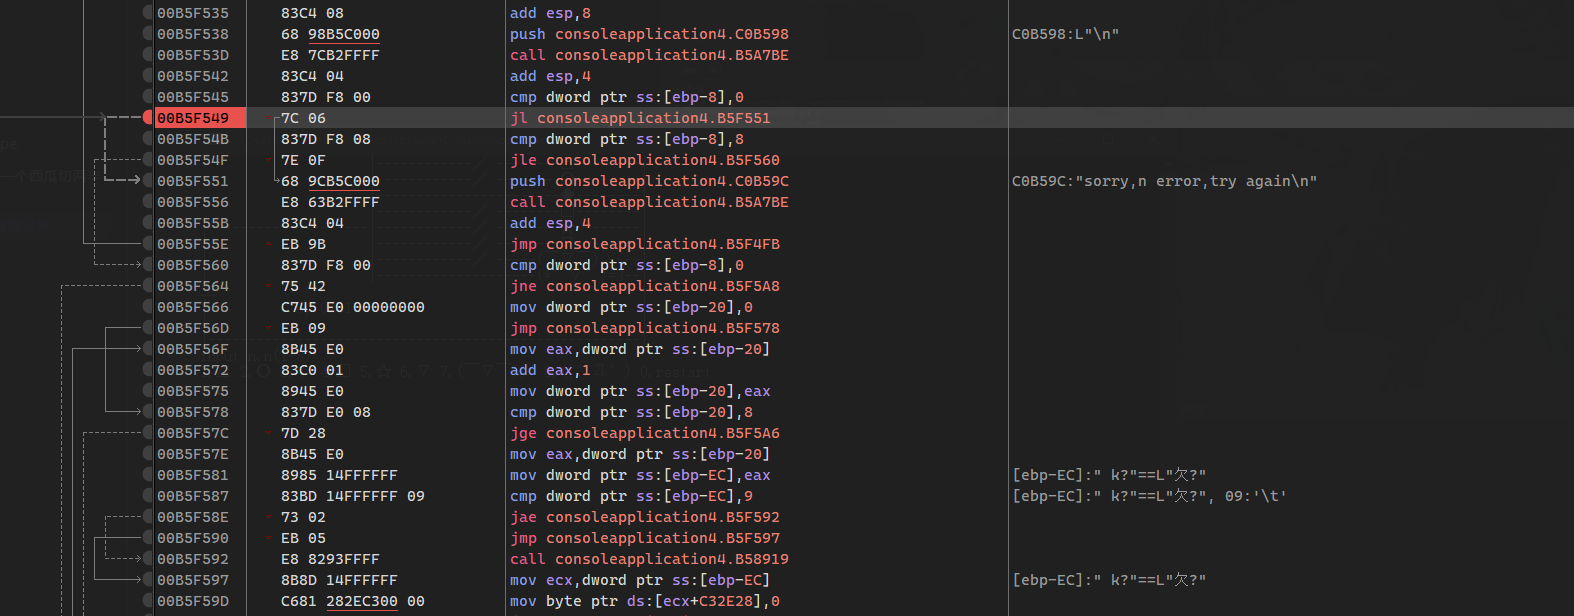 00B5F535 83C4 08 add esp,8
00B5F538 68 98B5C000 push consoleapplication4.C0B598 C0B598:L"\n"
00B5F53D E8 7CB2FFFF call consoleapplication4.B5A7BE
00B5F542 83C4 04 add esp,4
00B5F545 837D F8 00 cmp dword ptr ss:[ebp-8],0
00B5F549 7C 06 jl consoleapplication4.B5F551
00B5F54B 837D F8 08 cmp dword ptr ss:[ebp-8],8
00B5F54F 7E 0F jle consoleapplication4.B5F560
00B5F551 68 9CB5C000 push consoleapplication4.C0B59C C0B59C:"sorry,n error,try again\n"
00B5F556 E8 63B2FFFF call consoleapplication4.B5A7BE
00B5F55B 83C4 04 add esp,4
00B5F55E EB 9B jmp consoleapplication4.B5F4FB
00B5F560 837D F8 00 cmp dword ptr ss:[ebp-8],0
00B5F564 75 42 jne consoleapplication4.B5F5A8
00B5F566 C745 E0 00000000 mov dword ptr ss:[ebp-20],0
00B5F56D EB 09 jmp consoleapplication4.B5F578
00B5F56F 8B45 E0 mov eax,dword ptr ss:[ebp-20]
00B5F572 83C0 01 add eax,1
00B5F575 8945 E0 mov dword ptr ss:[ebp-20],eax
00B5F578 837D E0 08 cmp dword ptr ss:[ebp-20],8
00B5F57C 7D 28 jge consoleapplication4.B5F5A6
00B5F57E 8B45 E0 mov eax,dword ptr ss:[ebp-20]
00B5F581 8985 14FFFFFF mov dword ptr ss:[ebp-EC],eax [ebp-EC]:" k?"==L"欠?"
00B5F587 83BD 14FFFFFF 09 cmp dword ptr ss:[ebp-EC],9 [ebp-EC]:" k?"==L"欠?", 09:'\t'
00B5F58E 73 02 jae consoleapplication4.B5F592
00B5F590 EB 05 jmp consoleapplication4.B5F597
00B5F592 E8 8293FFFF call consoleapplication4.B58919
00B5F597 8B8D 14FFFFFF mov ecx,dword ptr ss:[ebp-EC] [ebp-EC]:" k?"==L"欠?"
00B5F59D C681 282EC300 00 mov byte ptr ds:[ecx+C32E28],0